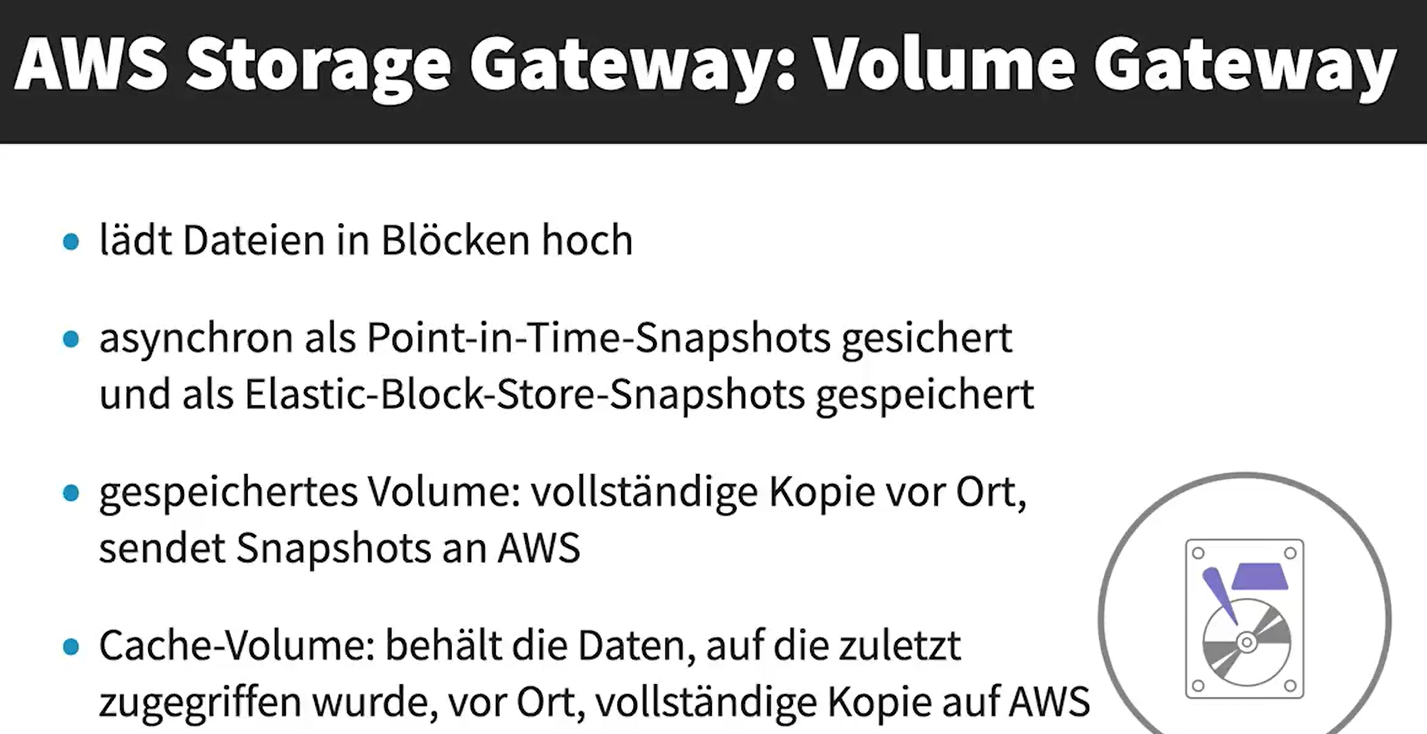 AWS Storage Gateway: Volume Gateway
• lädt Dateien in Blöcken hoch
• asynchron als Point-in-Time-Snapshots gesichert
und als Elastic-Block-Store-Snapshots gespeichert
• gespeichertes Volume: vollständige Kopie vor Ort,
sendet Snapshots an AWS
• Cache-Volume: behält die Daten, auf die zuletzt
zugegriffen wurde, vor Ort, vollständige Kopie auf AWS